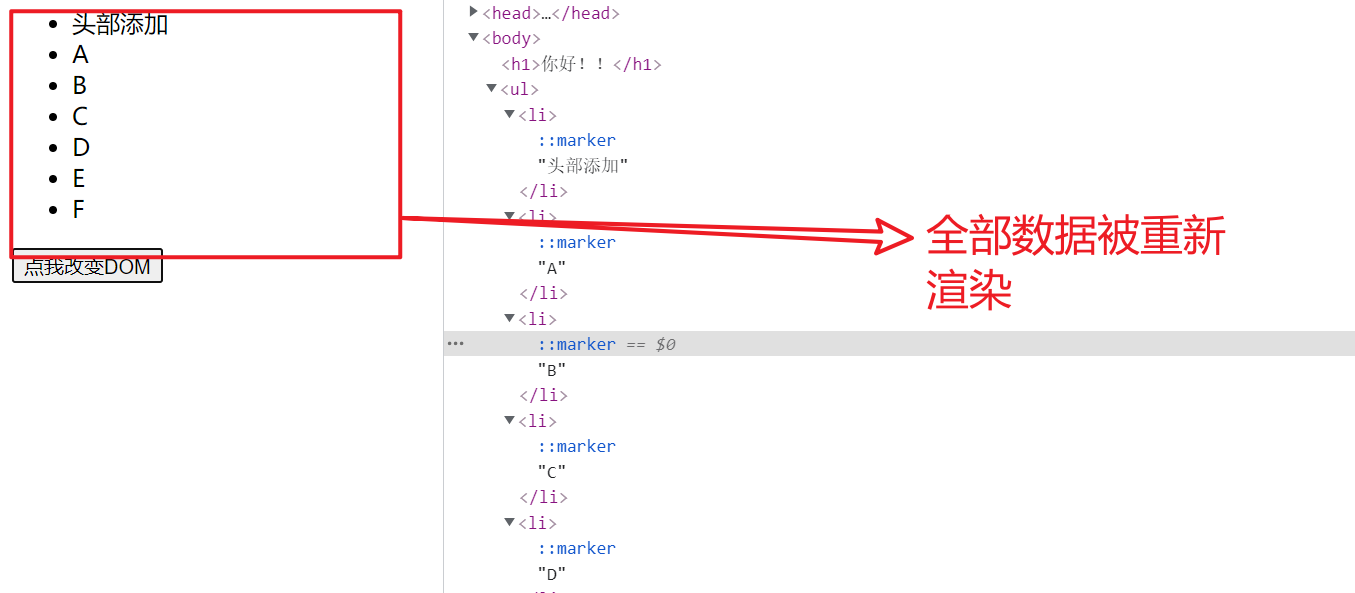 头部添加
A
B
C
D
E
F
点我改变DOM
<head>…</head>
<body>
<h1>你好！！</h1>
<ul>
<li>
::marker
"头部添加"
</li>
<li>
::marker
"A"
</li>
<li>
::marker == $0
"B"
</li>
<li>
::marker
"C"
</li>
<li>
::marker
"D"
全部数据被重新
渲染